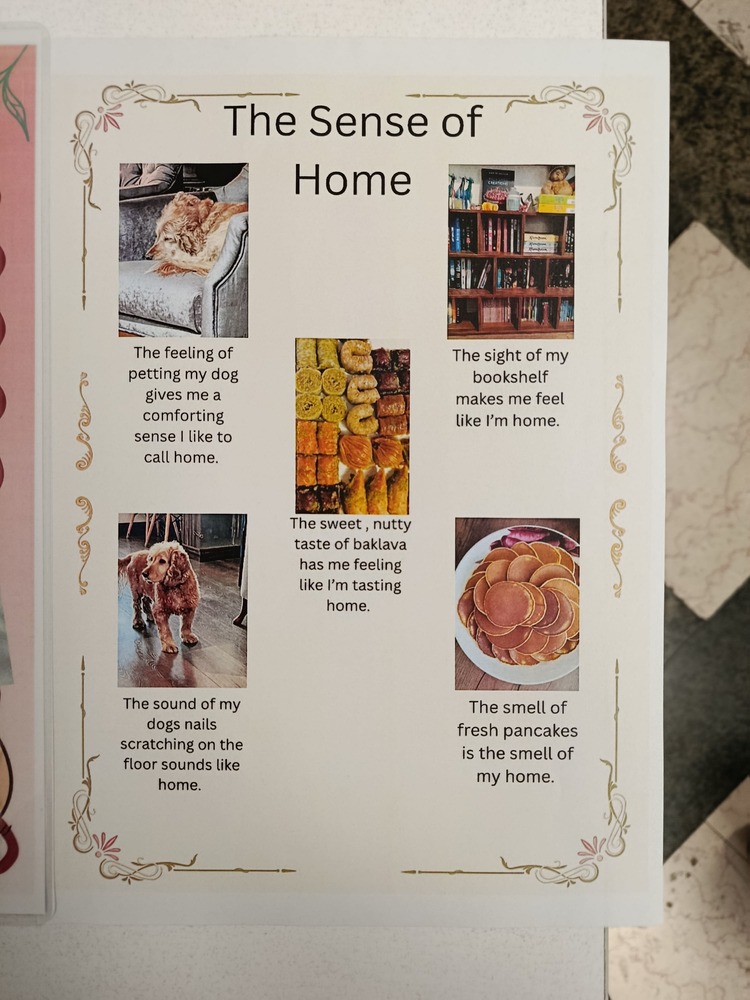 The Sense of
Home
The feeling of
petting my dog
gives me a
comforting
sense I like to
call home.
The sight of my
bookshelf
makes me feel
like I'm home.
The sweet , nutty
taste of baklava
has me feeling
like I'm tasting
home.
The sound of my
dogs nails
scratching on the
floor sounds like
home.
The smell of
fresh pancakes
is the smell of
my home.